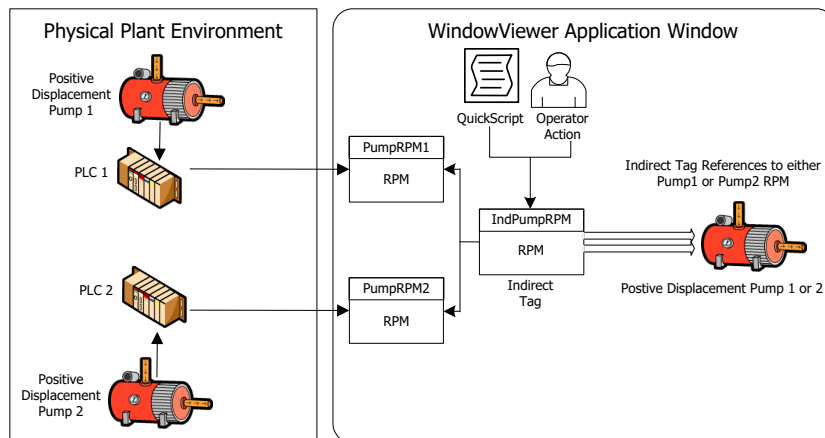 Physical Plant Environment
Positive
Displacement
Pump 1
PLC 1
PLC 2
Positive
Displacement
Pump 2
WindowViewer Application Window
QuickScript
Operator
Action
PumpRPM1
RPM
IndPumpRPM
RPM
Indirect
Tag
PumpRPM2
RPM
Indirect Tag References to either
Pump1 or Pump2 RPM
Postive Displacement Pump 1 or 2